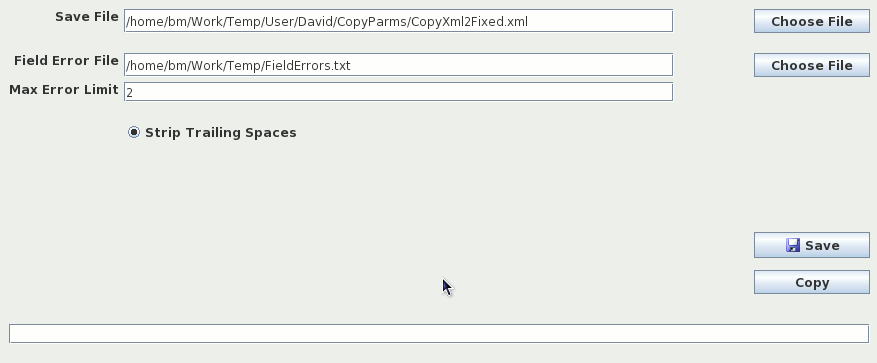 Save File /home/bm/Work/Temp/User/David/CopyParms/CopyXml2Fixed.xml Choose File
Field Error File /home/bm/Work/Temp/FieldErrors.txt Choose File
Max Error Limit 2
Strip Trailing Spaces
Save
Copy